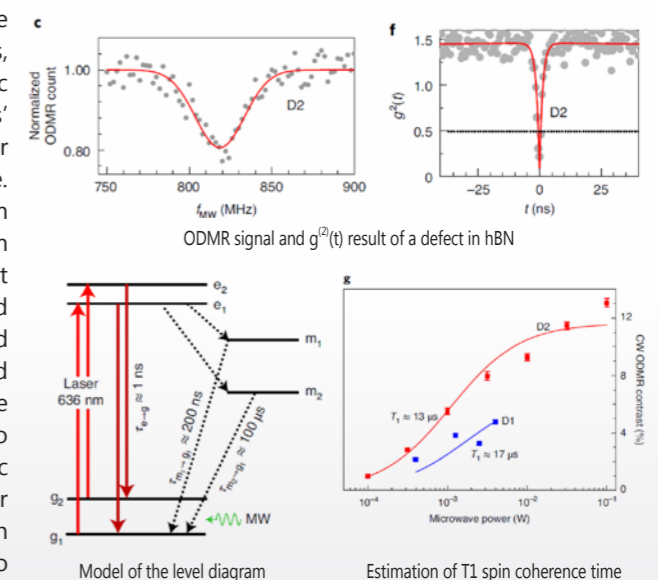 e
s,
c
s'
r
e.
n
n
t
d
d
d
e
o
c
r
n
o
c
Normalized
ODMR count
1.00
0.80
D2
750
800
850
900
f_MW (MHz)
f
g²(t)
1.5
1.0
0.5
0
D2
−25
0
25
t (ns)
ODMR signal and g⁽²⁾(t) result of a defect in hBN
e₂
e₁
m₁
m₂
Laser
636 nm
τ_e→g ≈ 1 ns
τ_m₁→g₁ ≈ 200 ns
τ_m₂→g₁ ≈ 100 μs
g₂
MW
g₁
Model of the level diagram
g
12
8
4
0
CW ODMR contrast (%)
D2
T₁ ≈ 13 μs
D1
T₁ ≈ 17 μs
10⁻⁴
10⁻³
10⁻²
10⁻¹
Microwave power (W)
Estimation of T1 spin coherence time